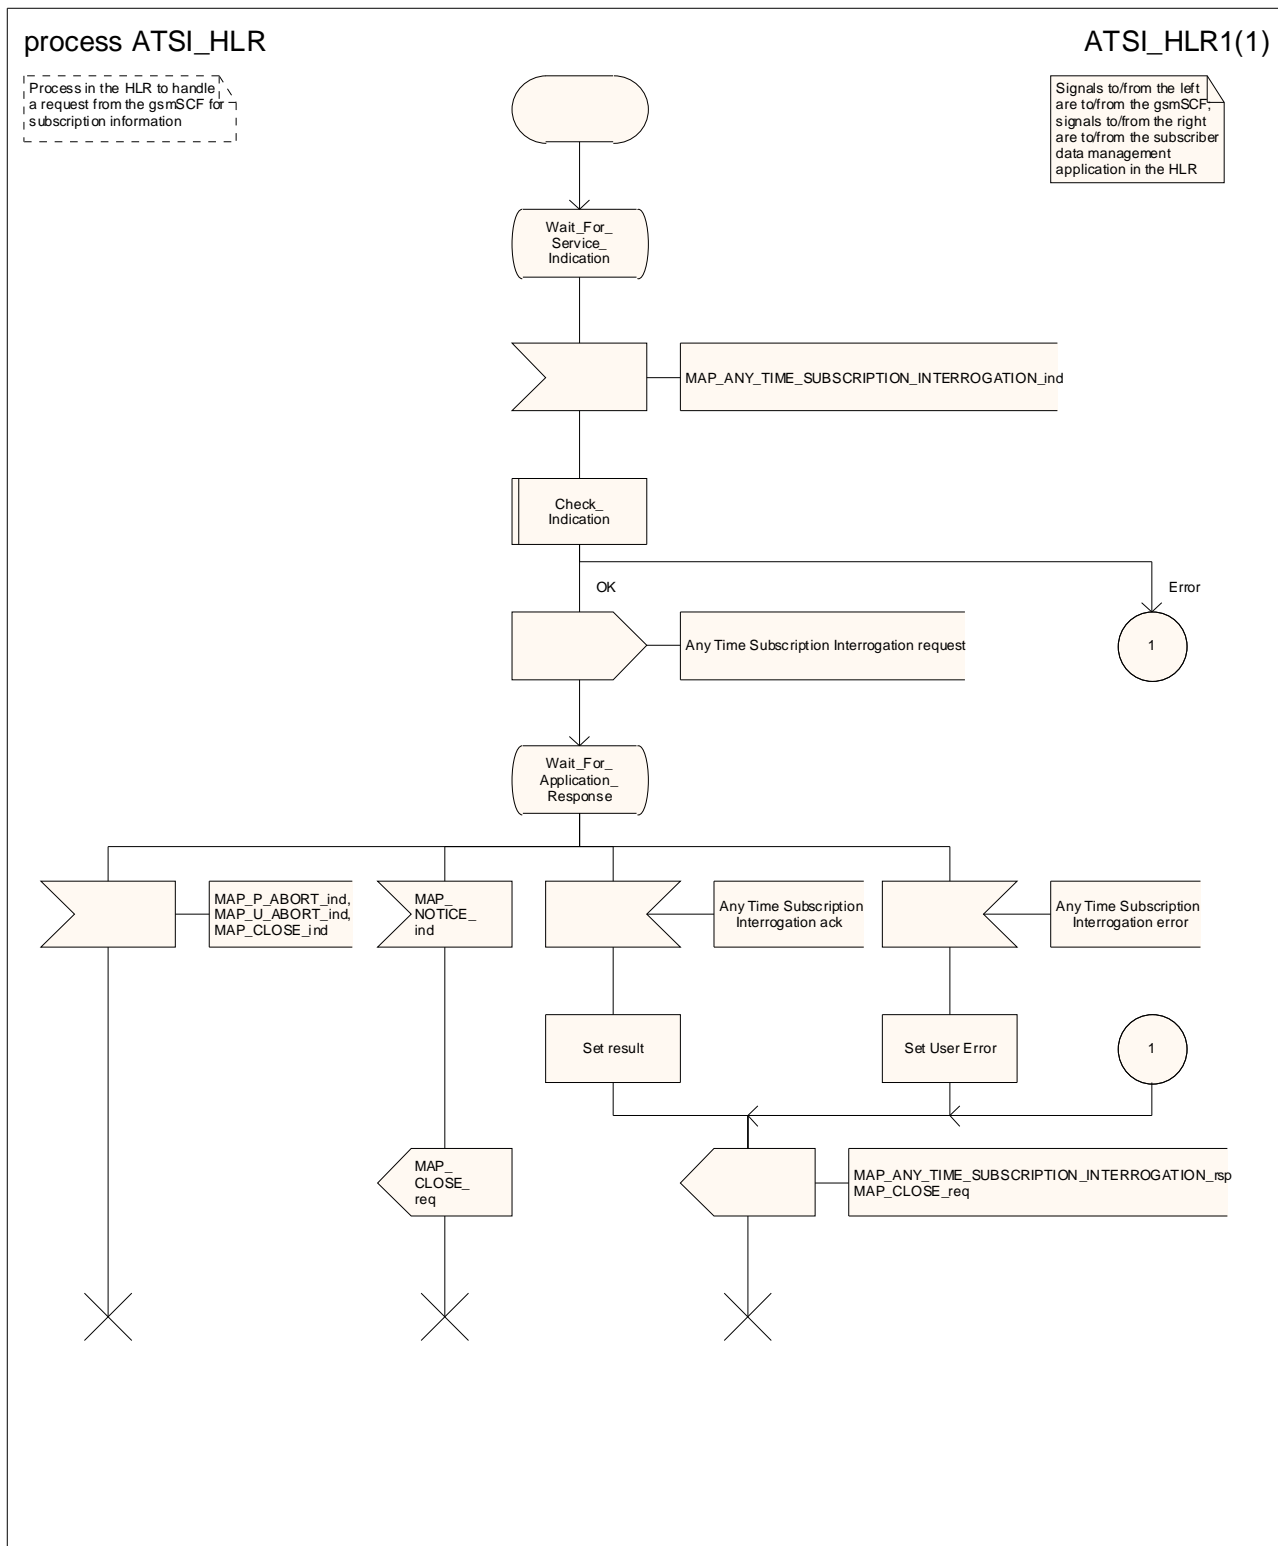 process ATSI_HLR
ATSI_HLR1(1)
Process in the HLR to handle
a request from the gsmSCF for
subscription information
Signals to/from the left
are to/from the gsmSCF;
signals to/from the right
are to/from the subscriber
data management
application in the HLR
Wait_For_
Service_
Indication
MAP_ANY_TIME_SUBSCRIPTION_INTERROGATION_ind
Check_
Indication
OK
Error
Any Time Subscription Interrogation request
1
Wait_For_
Application_
Response
MAP_P_ABORT_ind,
MAP_U_ABORT_ind,
MAP_CLOSE_ind
MAP_
NOTICE_
ind
Any Time Subscription
Interrogation ack
Any Time Subscription
Interrogation error
Set result
Set User Error
1
MAP_
CLOSE_
req
MAP_ANY_TIME_SUBSCRIPTION_INTERROGATION_rsp
MAP_CLOSE_req